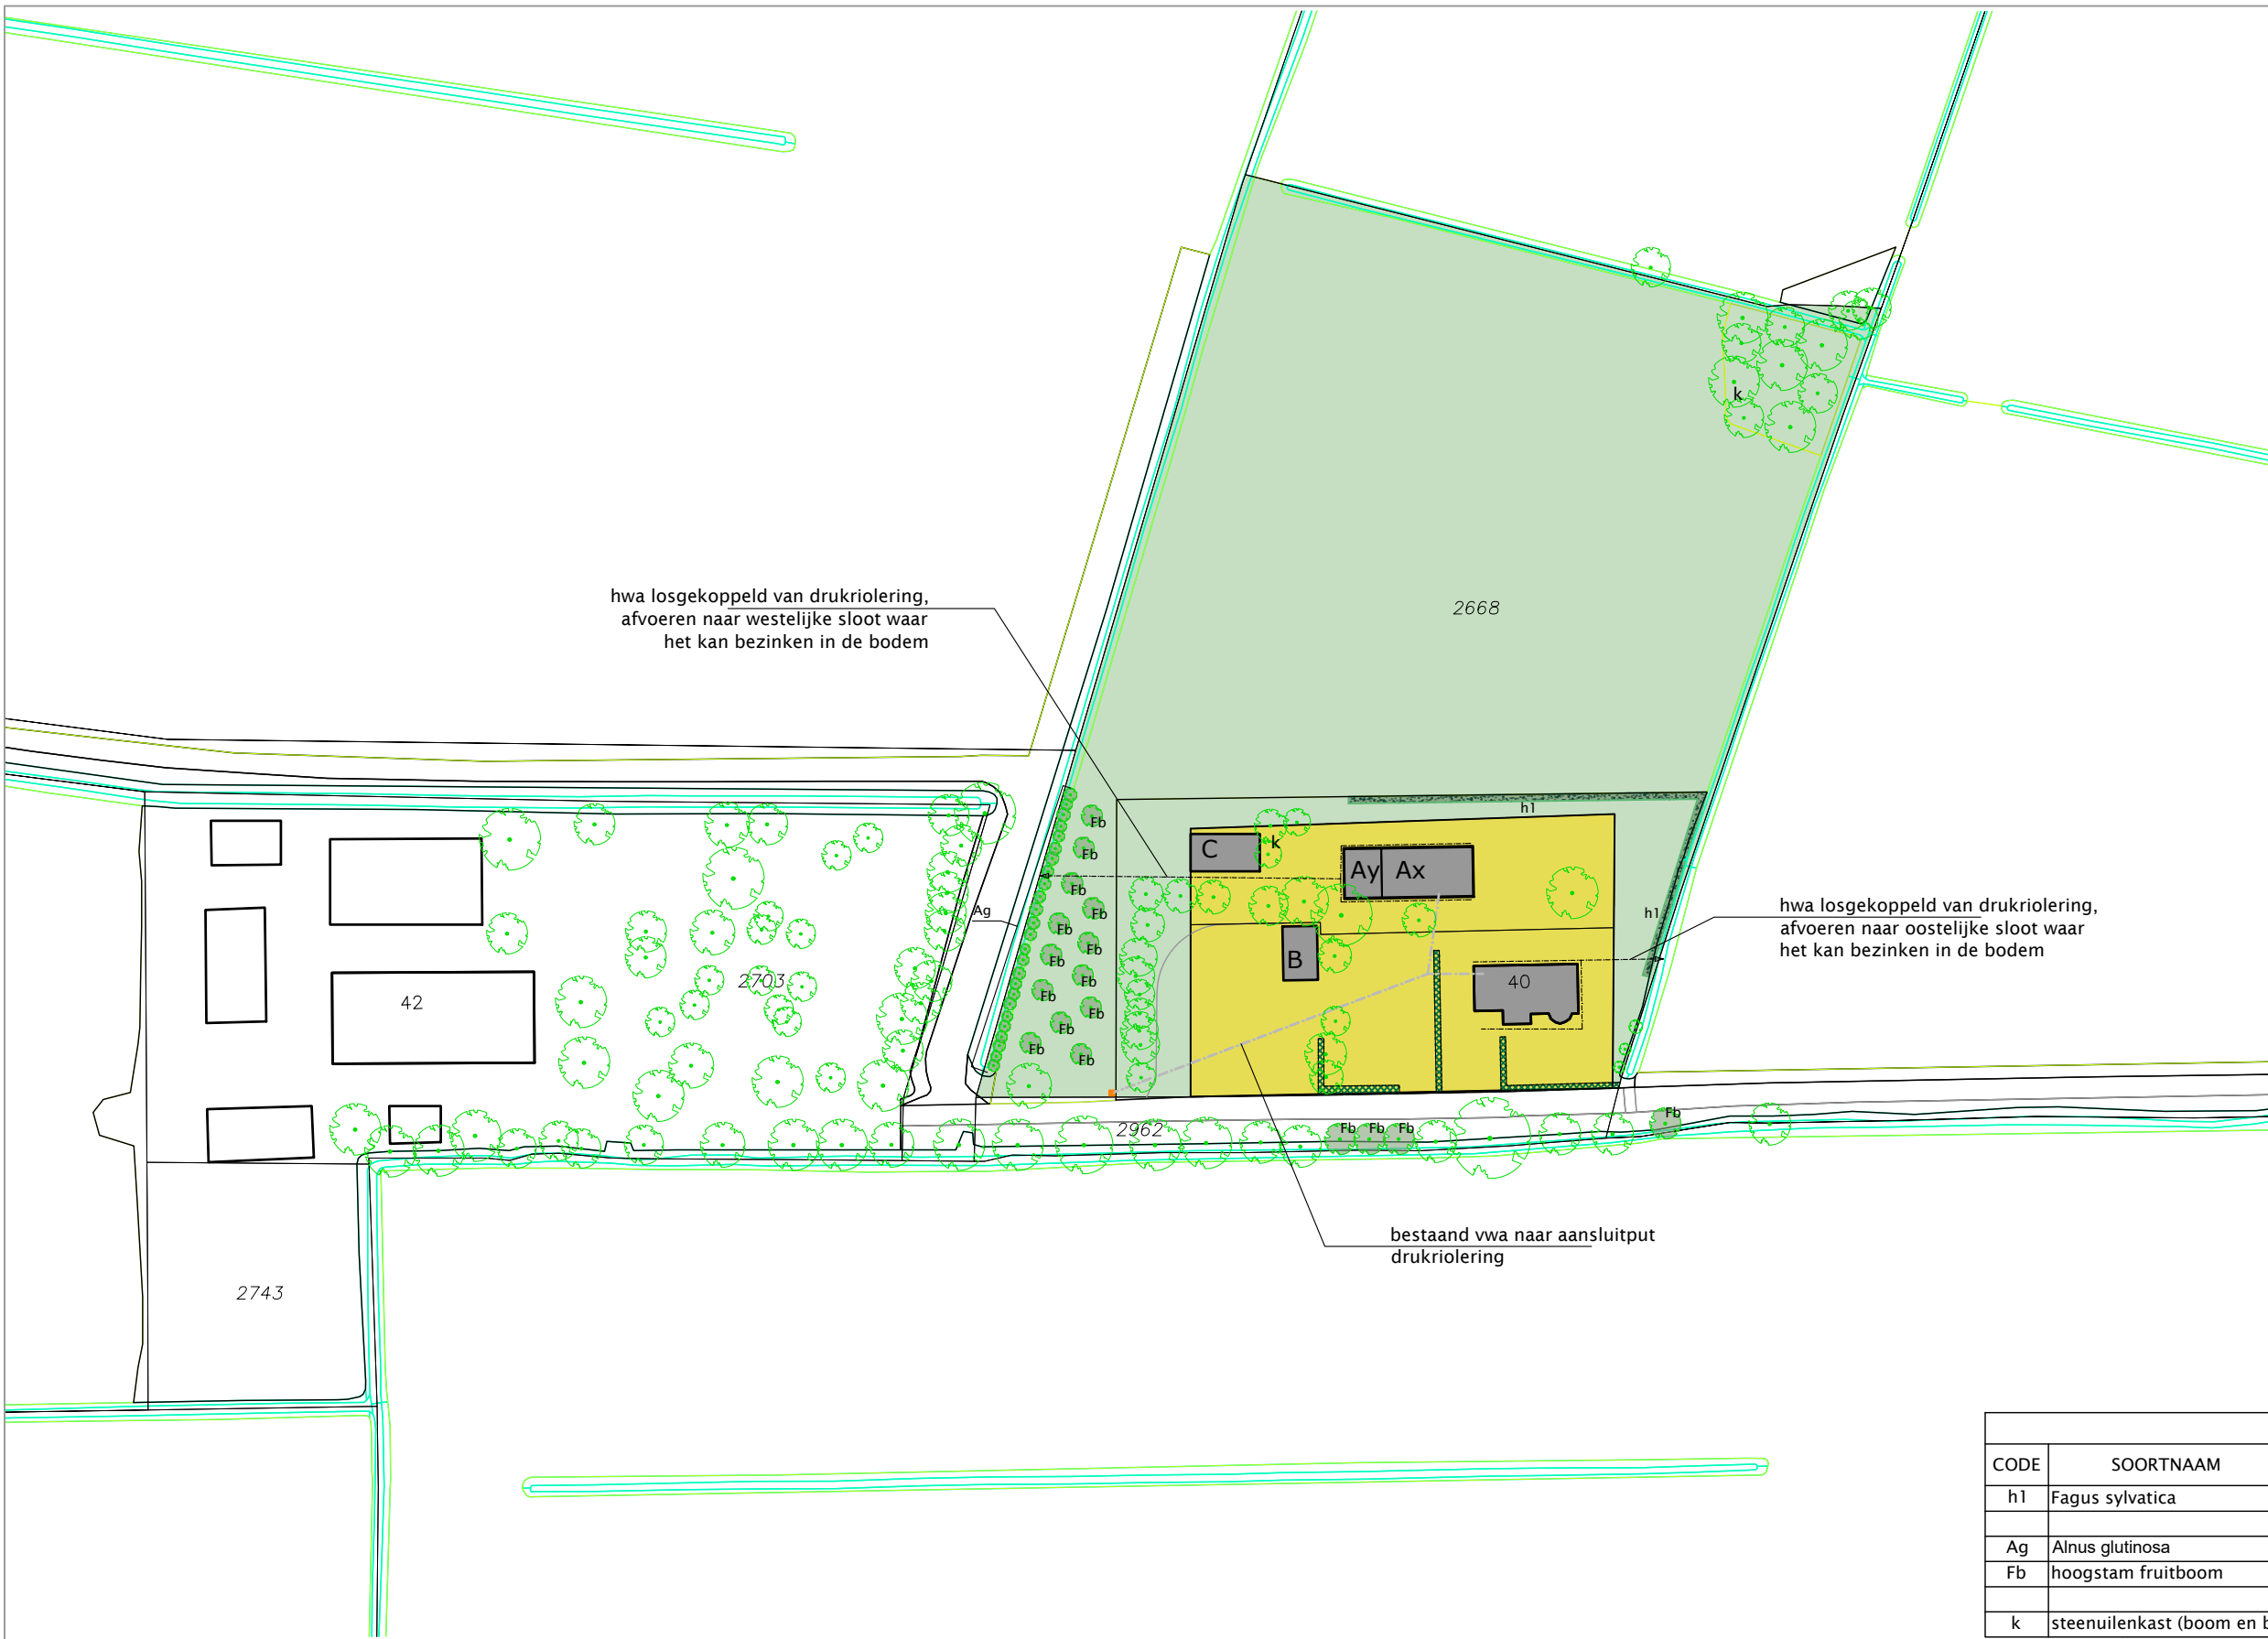 k
2668
hwa losgekoppeld van drukriolering,
afvoeren naar westelijke sloot waar
het kan bezinken in de bodem
h1
Fb
C
k
Fb
Ay
Ax
Fb
Ag
Fb
h1
hwa losgekoppeld van drukriolering,
afvoeren naar oostelijke sloot waar
het kan bezinken in de bodem
Fb
Fb
B
Fb
2703
Fb
40
42
Fb
Fb
Fb
Fb
Fb
Fb
2962
Fb
Fb
Fb
bestaand vwa naar aansluitput
drukriolering
2743
CODE SOORTNAAM
h1 Fagus sylvatica
Ag Alnus glutinosa
Fb hoogstam fruitboom
k steenuilenkast (boom en